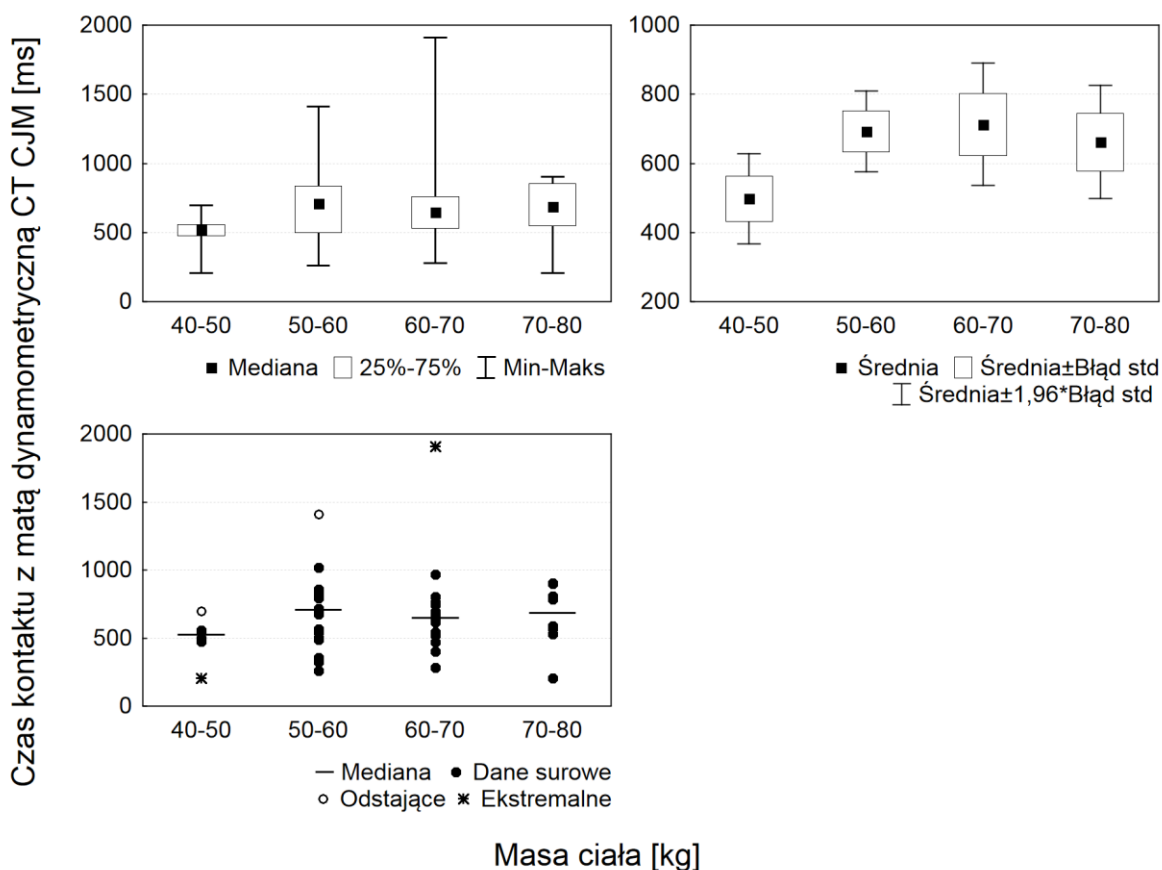 Czas kontaktu z matą dynamometryczną CT CJM [ms]
2000
1500
1000
500
0
40-50 50-60 60-70 70-80
■ Mediana 25%-75% Min-Maks
1000
800
600
400
200
40-50 50-60 60-70 70-80
■ Średnia Średnia±Błąd std
Średnia±1,96*Błąd std
2000
1500
1000
500
0
40-50 50-60 60-70 70-80
— Mediana ● Dane surowe
○ Odstające ✱ Ekstremalne
Masa ciała [kg]